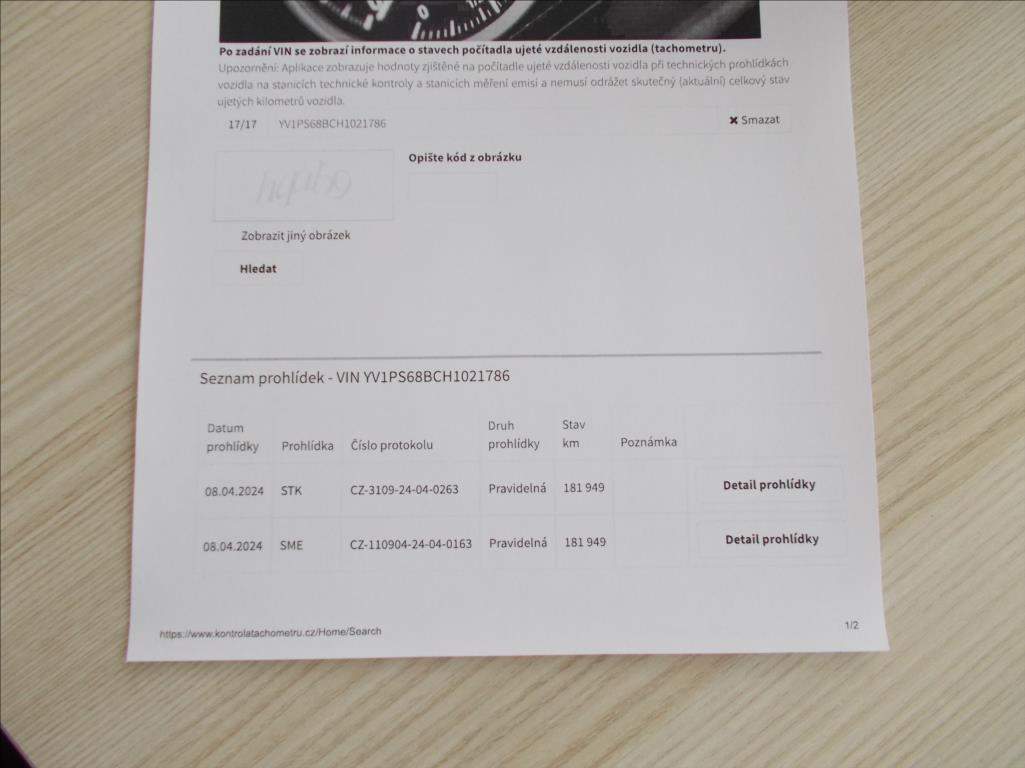 0
Po zadání VIN se zobrazí informace o stavech počítadla ujeté vzdálenosti vozidla (tachometru).
Upozornění: Aplikace zobrazuje hodnoty zjištěné na počítadle ujeté vzdálenosti vozidla při technických prohlídkách
vozidla na stanicích technické kontroly a stanicích měření emisí a nemusí odrážet skutečný (aktuální) celkový stav
ujetých kilometrů vozidla.
17/17 YV1PS68BCH1021786 ✖ Smazat
Opište kód z obrázku
Zobrazit jiný obrázek
Hledat
Seznam prohlídek - VIN YV1PS68BCH1021786
Datum prohlídky Prohlídka Číslo protokolu Druh prohlídky Stav km Poznámka
08.04.2024 STK CZ-3109-24-04-0263 Pravidelná 181 949 Detail prohlídky
08.04.2024 SME CZ-110904-24-04-0163 Pravidelná 181 949 Detail prohlídky
https://www.kontrolatachometru.cz/Home/Search 1/2